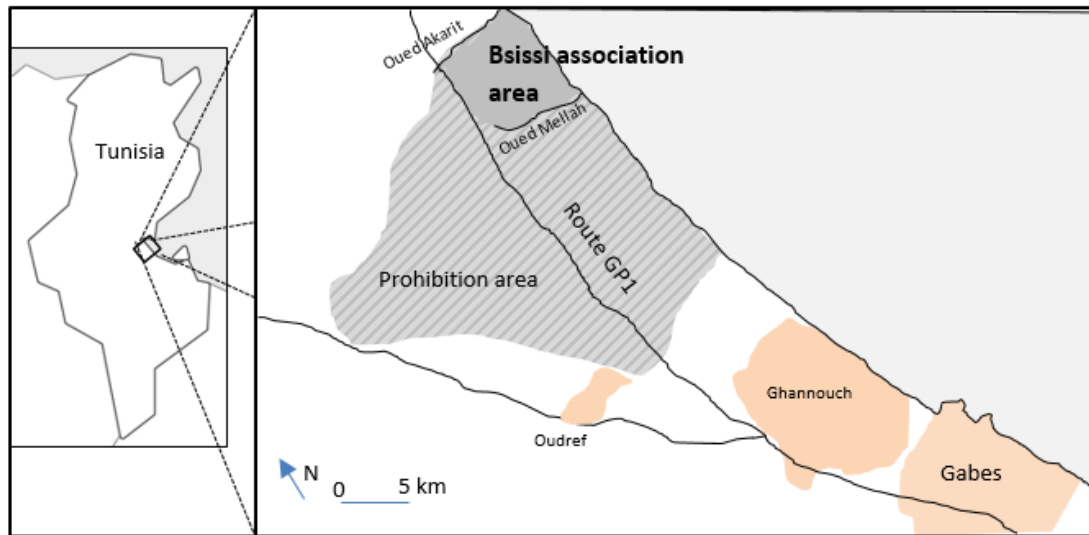 Tunisia
Oued Akarit
Bsissi association
area
Oued Mellah
Route GP1
Prohibition area
Ghannouch
Oudref
Gabes
N
0 5 km